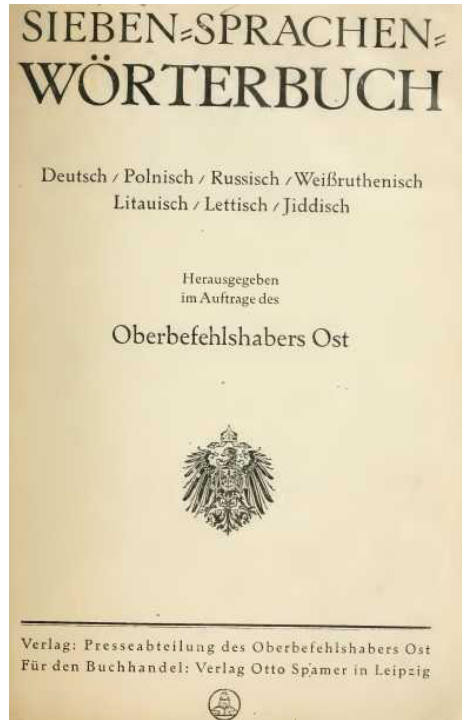 SIEBEN=SPRACHEN=
WÖRTERBUCH
Deutsch / Polnisch / Russisch / Weißruthenisch
Litauisch / Lettisch / Jiddisch
Herausgegeben
im Auftrage des
Oberbefehlshabers Ost
Verlag: Presseabteilung des Oberbefehlshabers Ost
Für den Buchhandel: Verlag Otto Spamer in Leipzig